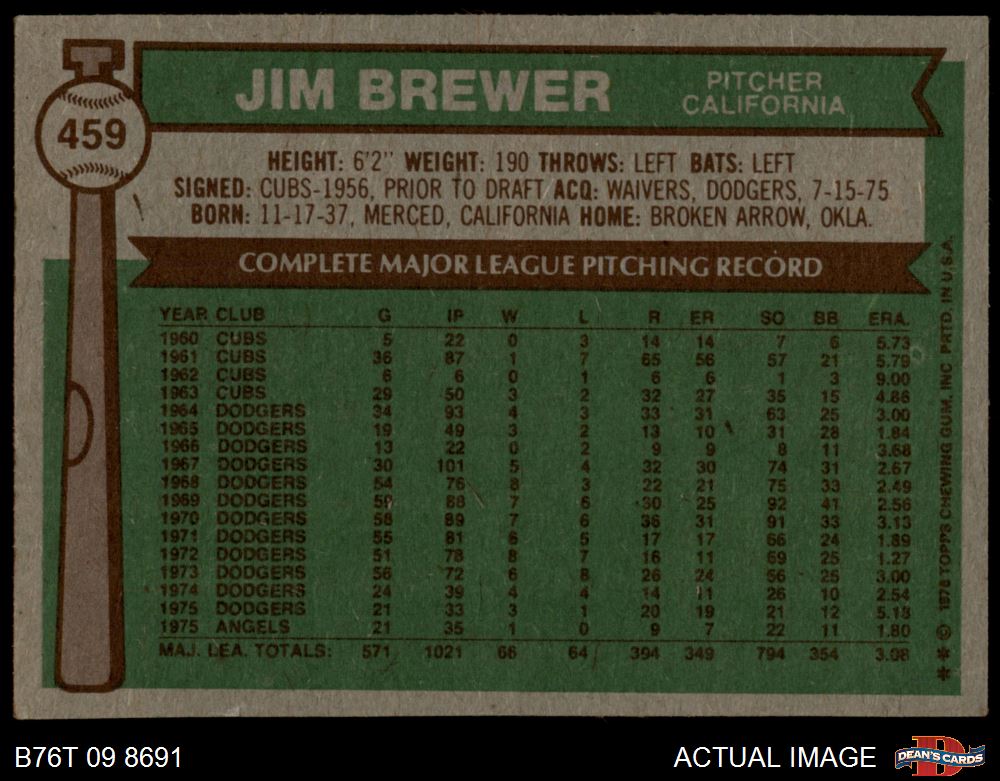 T
JIM BREWER
PITCHER
CALIFORNIA
459
HEIGHT: 6'2" WEIGHT: 190 THROWS: LEFT BATS: LEFT
SIGNED: CUBS-1956, PRIOR TO DRAFT ACQ: WAIVERS, DODGERS, 7-15-75
BORN: 11-17-37, MERCED, CALIFORNIA HOME: BROKEN ARROW, OKLA.
COMPLETE MAJOR LEAGUE PITCHING RECORD
YEAR CLUB G IP W L R ER SO BB ERA.
1960 CUBS 5 22 0 3 14 14 7 6 5.73
1961 CUBS 36 87 1 7 65 56 57 21 5.79
1962 CUBS 6 6 0 1 6 6 1 3 9.00
1963 CUBS 29 50 3 2 32 27 35 15 4.86
1964 DODGERS 34 93 4 3 33 31 63 25 3.00
1965 DODGERS 19 49 3 2 13 10 31 28 1.84
1966 DODGERS 13 22 0 2 9 9 8 11 3.68
1967 DODGERS 30 101 5 4 32 30 74 31 2.67
1968 DODGERS 54 76 8 3 22 21 75 33 2.49
1969 DODGERS 59 88 7 6 30 25 92 41 2.56
1970 DODGERS 58 89 7 6 36 31 91 33 3.13
1971 DODGERS 55 81 6 5 17 17 66 24 1.89
1972 DODGERS 51 78 8 7 16 11 69 25 1.27
1973 DODGERS 56 72 6 8 26 24 56 25 3.00
1974 DODGERS 24 39 4 4 14 11 26 10 2.54
1975 DODGERS 21 33 3 1 20 19 21 12 5.18
1975 ANGELS 21 35 1 0 9 7 22 11 1.80
MAJ. LEA. TOTALS: 571 1021 66 64 394 349 794 354 3.08
** © 1976 TOPPS CHEWING GUM, INC PRTD. IN U.S.A.
B76T 09 8691
ACTUAL IMAGE
D
DEAN'S CARDS